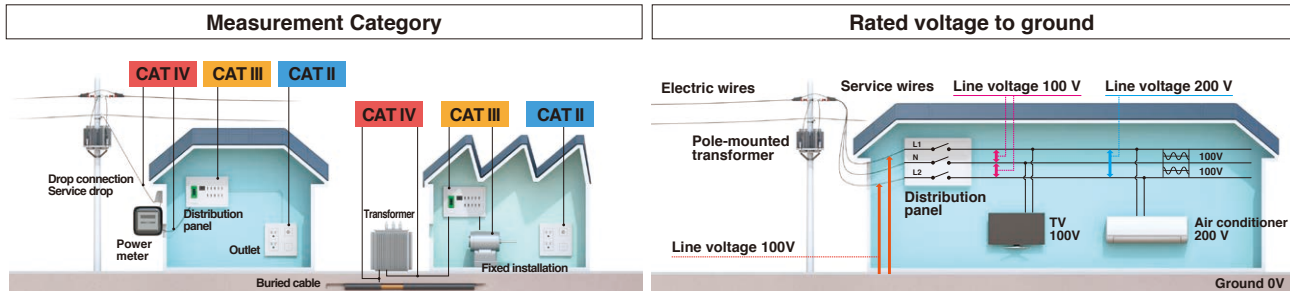 Measurement Category
CAT IV
CAT III
CAT II
CAT IV
CAT III
CAT II
Drop connection
Service drop
Power
meter
Distribution
panel
Outlet
Transformer
Fixed installation
Buried cable
Rated voltage to ground
Electric wires
Service wires
Line voltage 100 V
Line voltage 200 V
Pole-mounted
transformer
L1
N
L2
100V
100V
Distribution
panel
TV
100V
Air conditioner
200 V
Line voltage 100V
Ground 0V